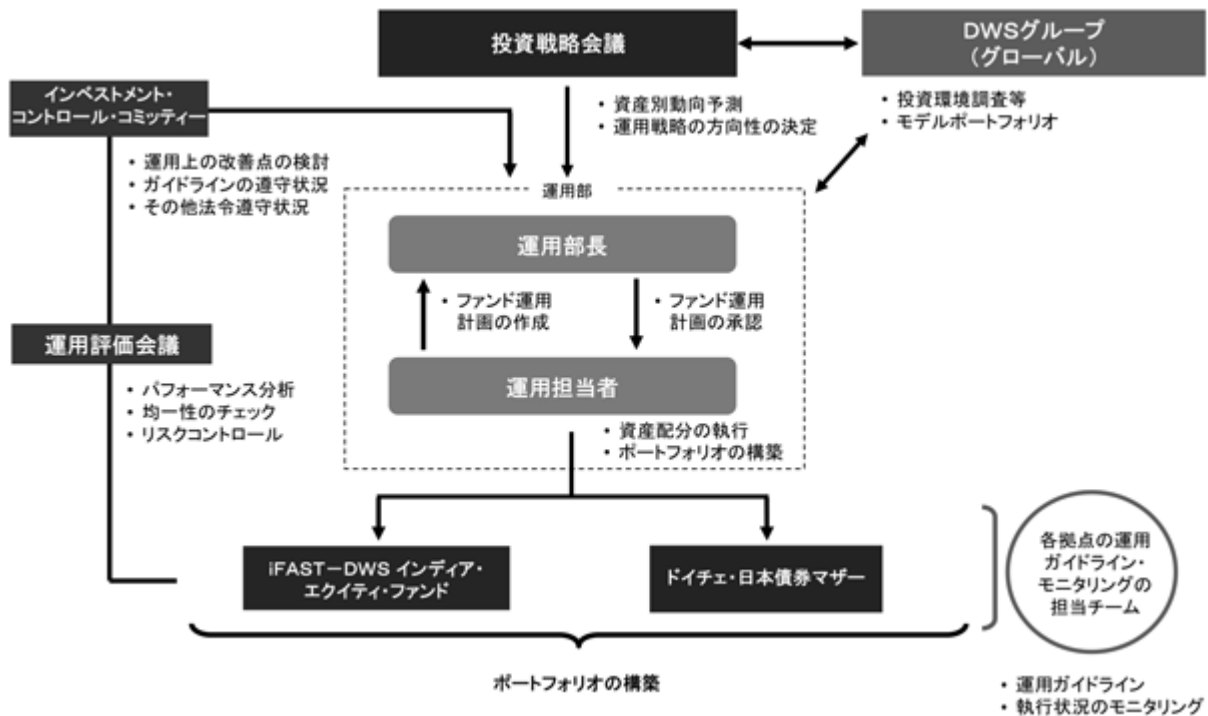 投資戦略会議
DWSグループ
（グローバル）
インベストメント・
コントロール・コミッティー
• 資産別動向予測
• 運用戦略の方向性の決定
• 投資環境調査等
• モデルポートフォリオ
• 運用上の改善点の検討
• ガイドラインの遵守状況
• その他法令遵守状況
運用部
運用部長
• ファンド運用
計画の作成
• ファンド運用
計画の承認
運用評価会議
運用担当者
• パフォーマンス分析
• 均一性のチェック
• リスクコントロール
• 資産配分の執行
• ポートフォリオの構築
iFAST－DWS インディア・
エクイティ・ファンド
ドイチェ・日本債券マザー
各拠点の運用
ガイドライン・
モニタリングの
担当チーム
ポートフォリオの構築
• 運用ガイドライン
• 執行状況のモニタリング